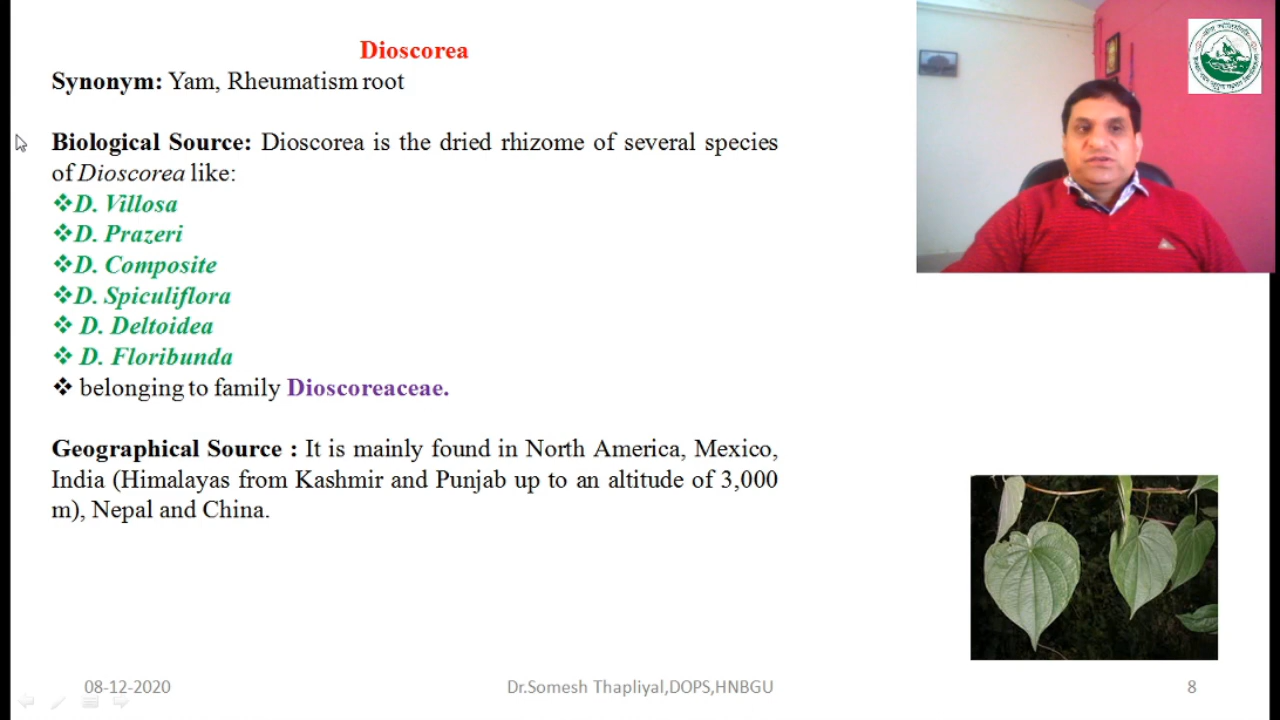 Dioscorea
Synonym: Yam, Rheumatism root
Biological Source: Dioscorea is the dried rhizome of several species
of Dioscorea like:
❖D. Villosa
❖D. Prazeri
❖D. Composite
❖D. Spiculiflora
❖ D. Deltoidea
❖ D. Floribunda
❖ belonging to family Dioscoreaceae.
Geographical Source : It is mainly found in North America, Mexico,
India (Himalayas from Kashmir and Punjab up to an altitude of 3,000
m), Nepal and China.
08-12-2020
Dr.Somesh Thapliyal,DOPS,HNBGU
8